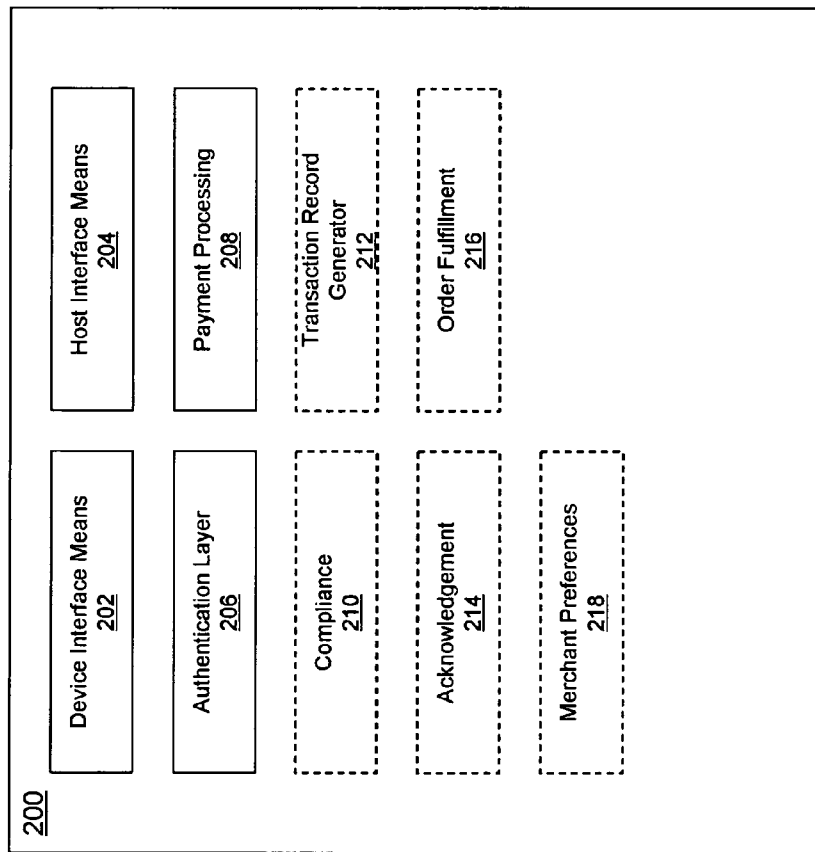 200
Device Interface Means
202
Host Interface Means
204
Authentication Layer
206
Payment Processing
208
Compliance
210
Transaction Record
Generator
212
Acknowledgement
214
Order Fulfillment
216
Merchant Preferences
218